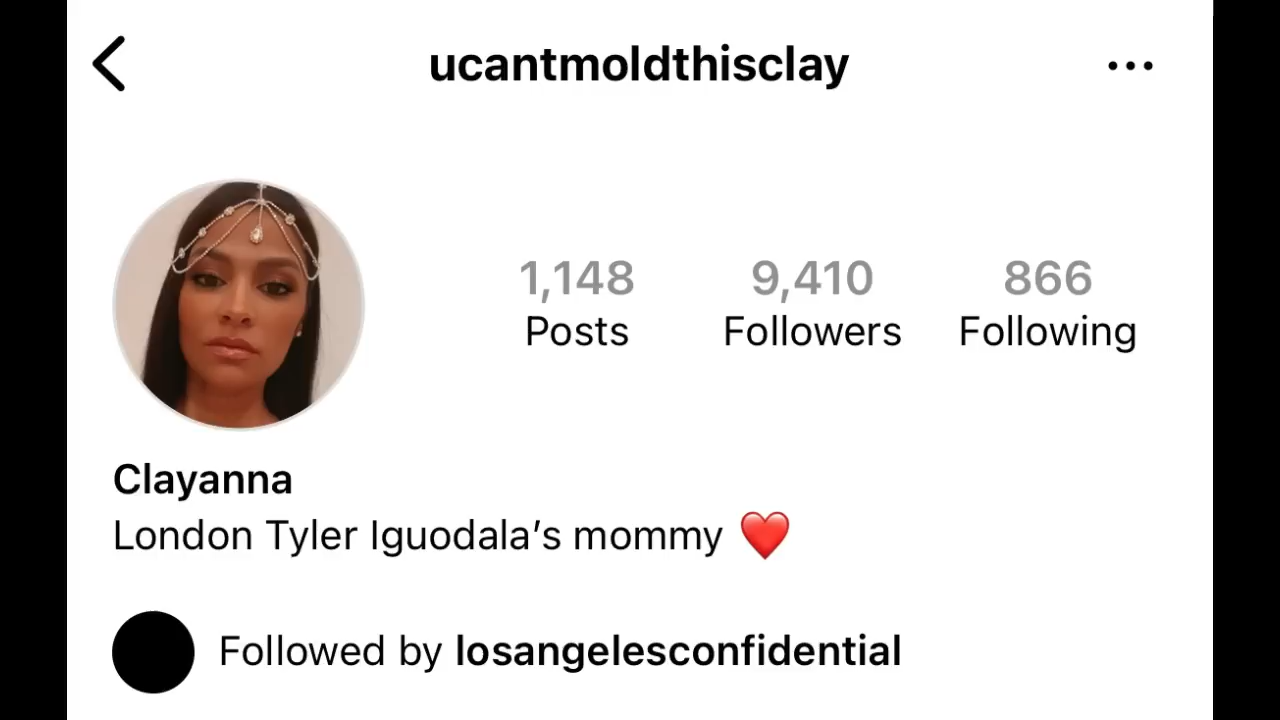 ucantmoldthisclay
1,148 9,410 866
Posts Followers Following
Clayanna
London Tyler Iguodala’s mommy ❤️
Followed by losangelesconfidential